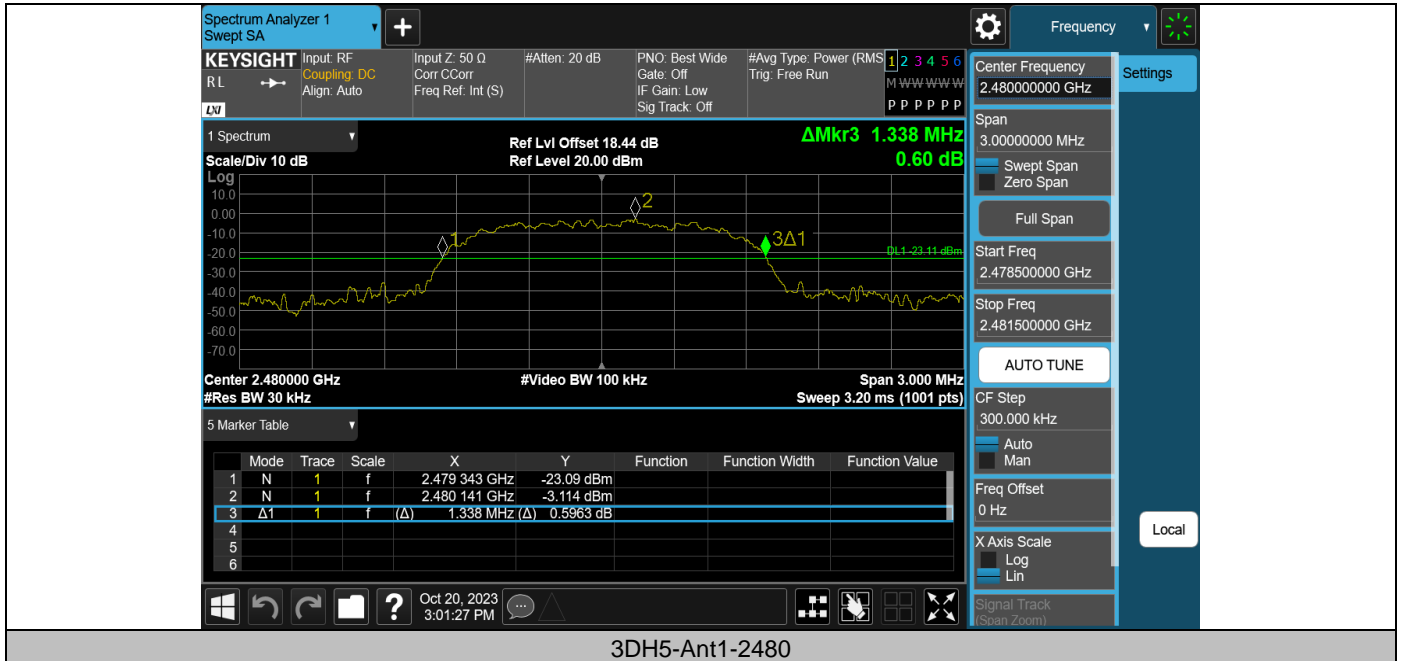 Spectrum Analyzer 1
Swept SA
Frequency
KEYSIGHT
RL
LXI
Input: RF
Coupling: DC
Align: Auto
Input Z: 50 Ω
Corr CCorr
Freq Ref: Int (S)
#Atten: 20 dB
PNO: Best Wide
Gate: Off
IF Gain: Low
Sig Track: Off
#Avg Type: Power (RMS
Trig: Free Run
1 2 3 4 5 6
M W W W W W
P P P P P P
1 Spectrum
Scale/Div 10 dB
Ref Lvl Offset 18.44 dB
Ref Level 20.00 dBm
ΔMkr3 1.338 MHz
0.60 dB
Log
10.0
0.00
-10.0
-20.0
-30.0
-40.0
-50.0
-60.0
-70.0
1
2
3Δ1
DL1 -23.11 dBm
Center 2.480000 GHz
#Video BW 100 kHz
Span 3.000 MHz
#Res BW 30 kHz
Sweep 3.20 ms (1001 pts)
5 Marker Table
Mode Trace Scale X Y Function Function Width Function Value
1 N 1 f 2.479 343 GHz -23.09 dBm
2 N 1 f 2.480 141 GHz -3.114 dBm
3 Δ1 1 f (Δ) 1.338 MHz (Δ) 0.5963 dB
4
5
6
Oct 20, 2023
3:01:27 PM
Center Frequency
2.480000000 GHz
Settings
Span
3.00000000 MHz
Swept Span
Zero Span
Full Span
Start Freq
2.478500000 GHz
Stop Freq
2.481500000 GHz
AUTO TUNE
CF Step
300.000 kHz
Auto
Man
Freq Offset
0 Hz
X Axis Scale
Log
Lin
Local
Signal Track
(Span Zoom)
3DH5-Ant1-2480